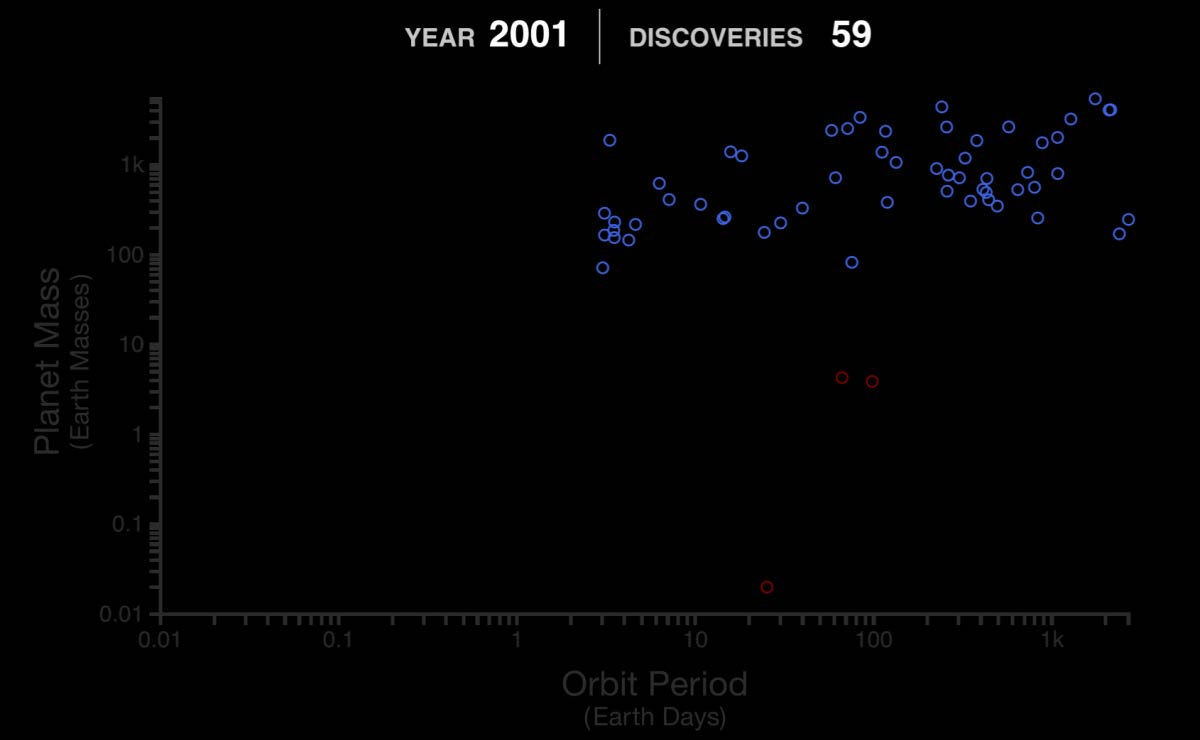 YEAR 2001 DISCOVERIES 59
Planet Mass
(Earth Masses)
1k
100
10
1
0.1
0.01
0.01 0.1 1 10 100 1k
Orbit Period
(Earth Days)